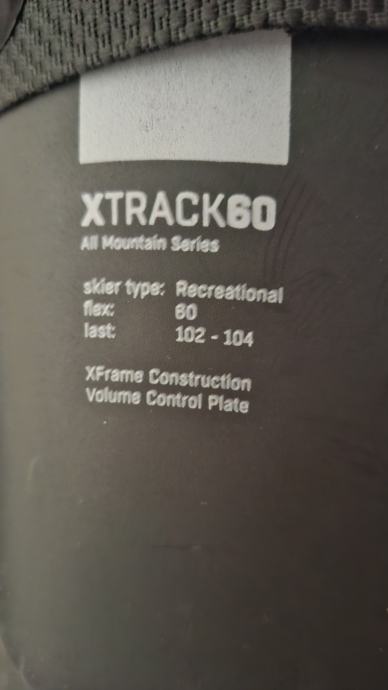 XTRACK60
All Mountain Series
skier type: Recreational
flex: 60
last: 102 - 104
XFrame Construction
Volume Control Plate